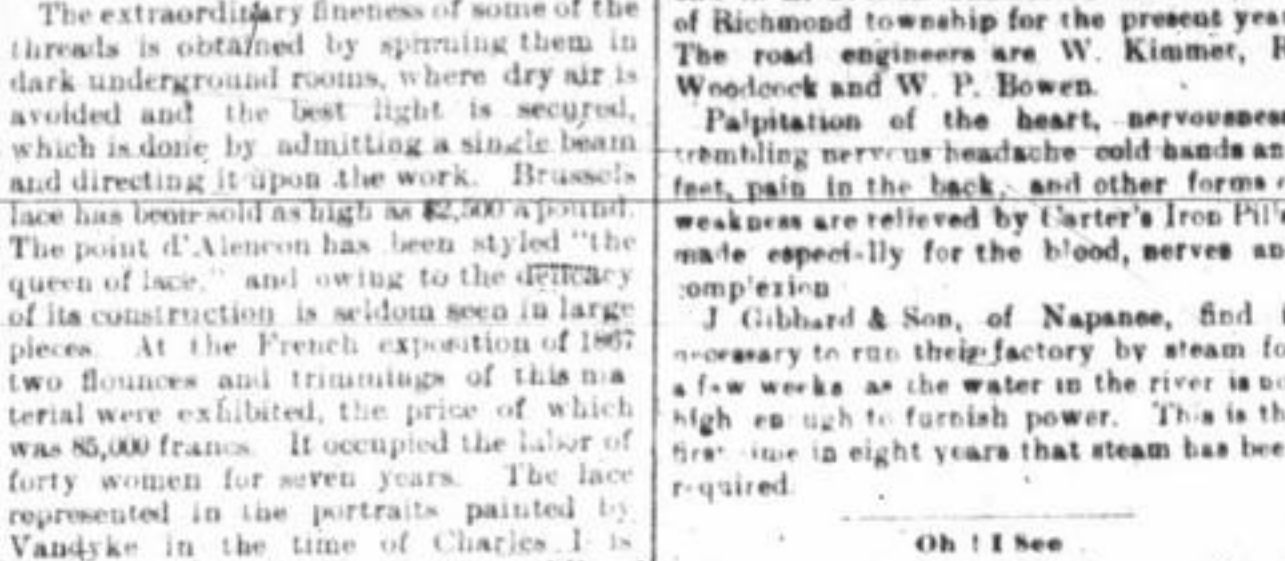 The extraordinary fineness of some of the
threads is obtained by spinning them in
dark underground rooms, where dry air is
avoided and the best light is secured,
which is done by admitting a single beam
and directing it upon the work. Brussels
lace has been sold as high as $2,500 a pound.
The point d'Alencon has been styled "the
queen of lace," and owing to the delicacy
of its construction is seldom seen in large
pieces. At the French exposition of 1867
two flounces and trimmings of this ma
terial were exhibited, the price of which
was 85,000 francs. It occupied the labor of
forty women for seven years. The lace
represented in the portraits painted by
Vandyke in the time of Charles I is
of Richmond township for the present year
The road engineers are W. Kimmer,
Woodcock and W. P. Bowen.
Palpitation of the heart, nervousness
trembling nervous headache cold hands an
feet, pain in the back, and other forms
weakness are relieved by Carter's Iron Pil
made especially for the blood, nerves an
complexion
J Gibbard & Son, of Napanee, find
necessary to run their factory by steam fo
a few weeks as the water in the river is no
high enough to furnish power. This is th
first time in eight years that steam has bee
required.
Oh ! I See